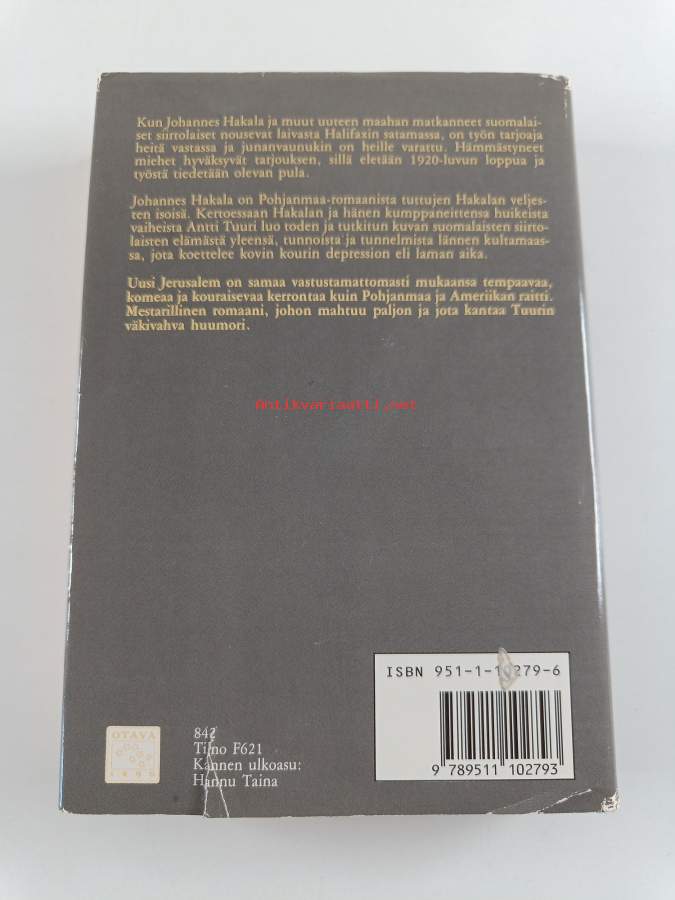 Kun Johannes Hakala ja muut uuteen maahan matkanneet suomalai-
set siirtolaiset nousevat laivasta Halifaxin satamassa, on työn tarjoaja
heitä vastassa ja junanvaunukin on heille varattu. Hämmästyneet
miehet hyväksyvät tarjouksen, sillä eletään 1920-luvun loppua ja
työstä tiedetään olevan pula.
Johannes Hakala on Pohjanmaa-romaanista tuttujen Hakalan veljes-
ten isoisä. Kertoessaan Hakalan ja hänen kumppaneittensa huikeista
vaiheista Antti Tuuri luo toden ja tutkitun kuvan suomalaisten siirto-
laisten elämästä yleensä, tunnoista ja tunnelmista lännen kultamaas-
sa, jota koettelee kovin kourin depression eli laman aika.
Uusi Jerusalem on samaa vastustamattomasti mukaansa tempaavaa,
komeaa ja kouraisevaa kerrontaa kuin Pohjanmaa ja Ameriikan raitti.
Mestarillinen romaani, johon mahtuu paljon ja jota kantaa Tuurin
väkivahva huumori.
Antikvariaatti.net
ISBN 951-1-10279-6
9 789511 102793
OTAVA
1890
842
Tiino F621
Kannen ulkoasu:
Hannu Taina